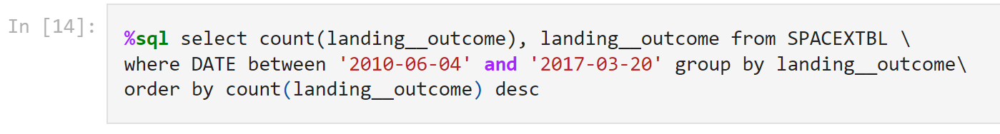 In [14]:
%sql select count(landing__outcome), landing__outcome from SPACEXTBL \
where DATE between '2010-06-04' and '2017-03-20' group by landing__outcome\
order by count(landing__outcome) desc